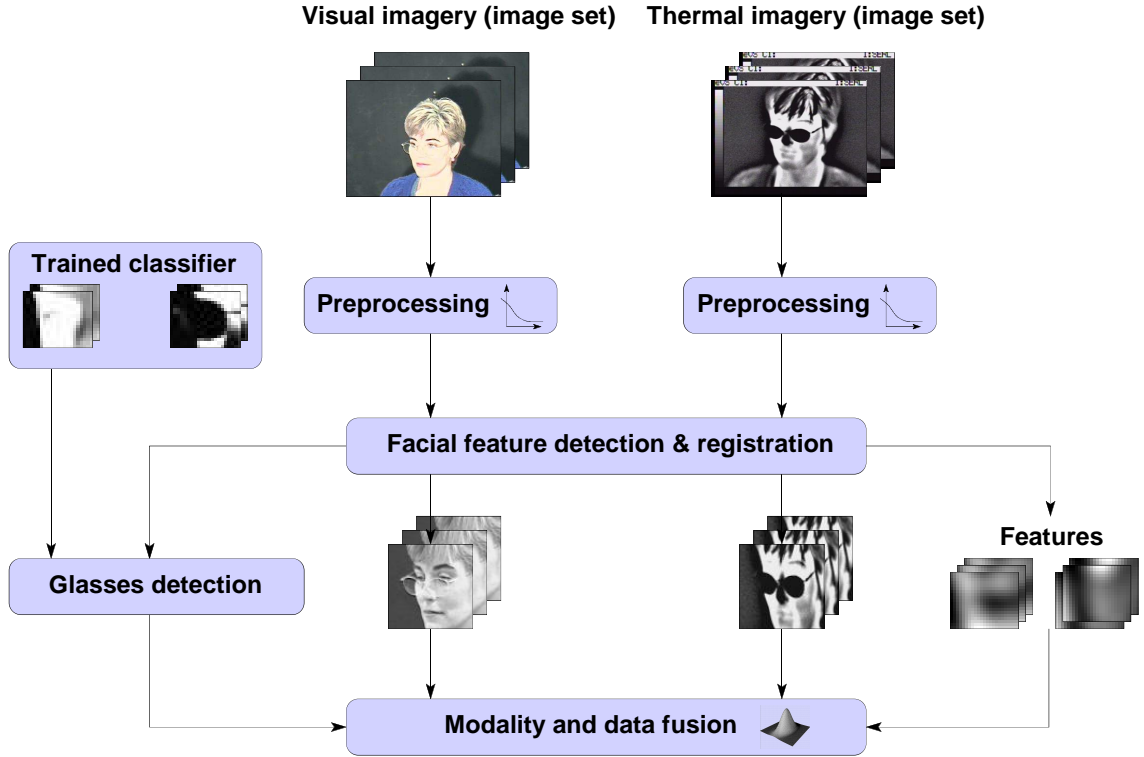 Visual imagery (image set)
Thermal imagery (image set)
Trained classifier
Preprocessing
Preprocessing
Facial feature detection & registration
Features
Glasses detection
Modality and data fusion